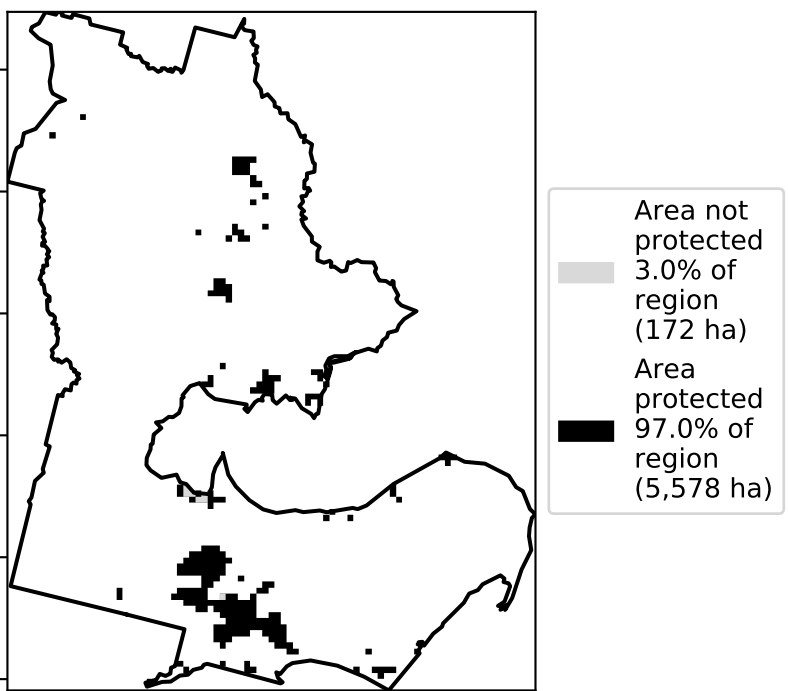 Area not
protected
3.0% of
region
(172 ha)
Area
protected
97.0% of
region
(5,578 ha)